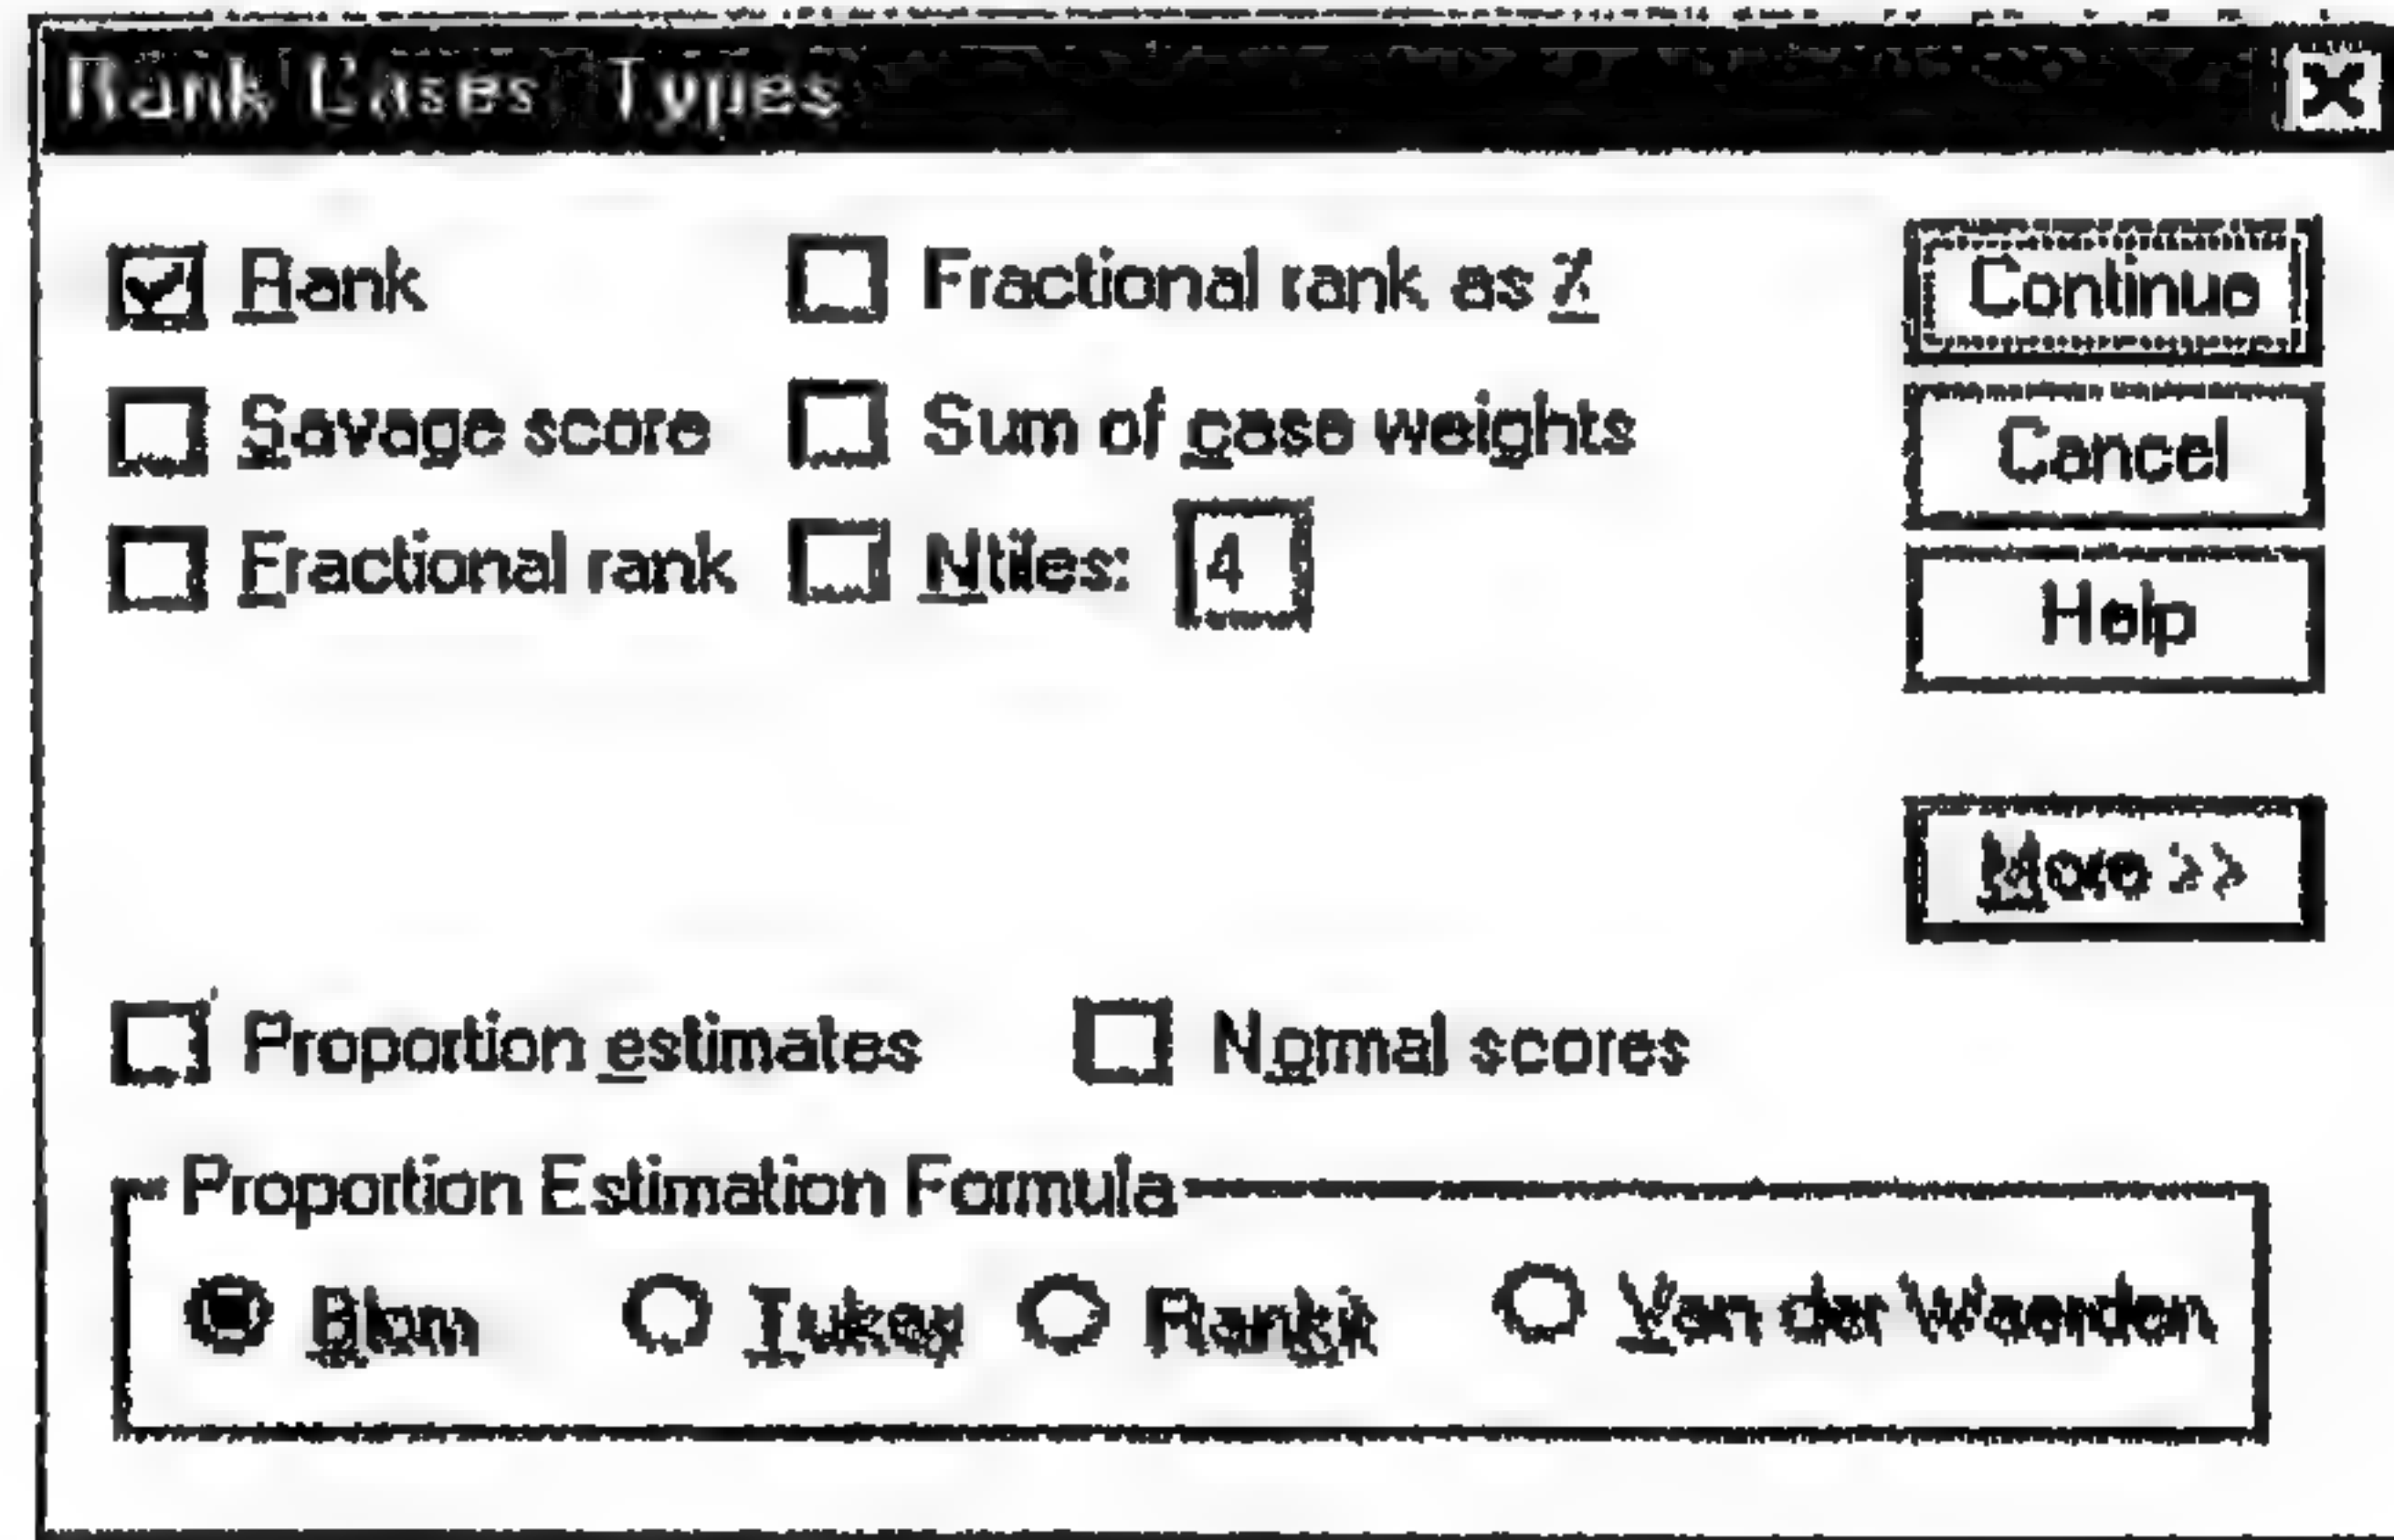 Rank Cases: Types
Rank
Fractional rank as %
Continue
Savage score
Sum of case weights
Cancel
Fractional rank
Ntiles: 4
Help
More >>
Proportion estimates
Normal scores
Proportion Estimation Formula
Blom
Tukey
Rankit
Van der Waerden